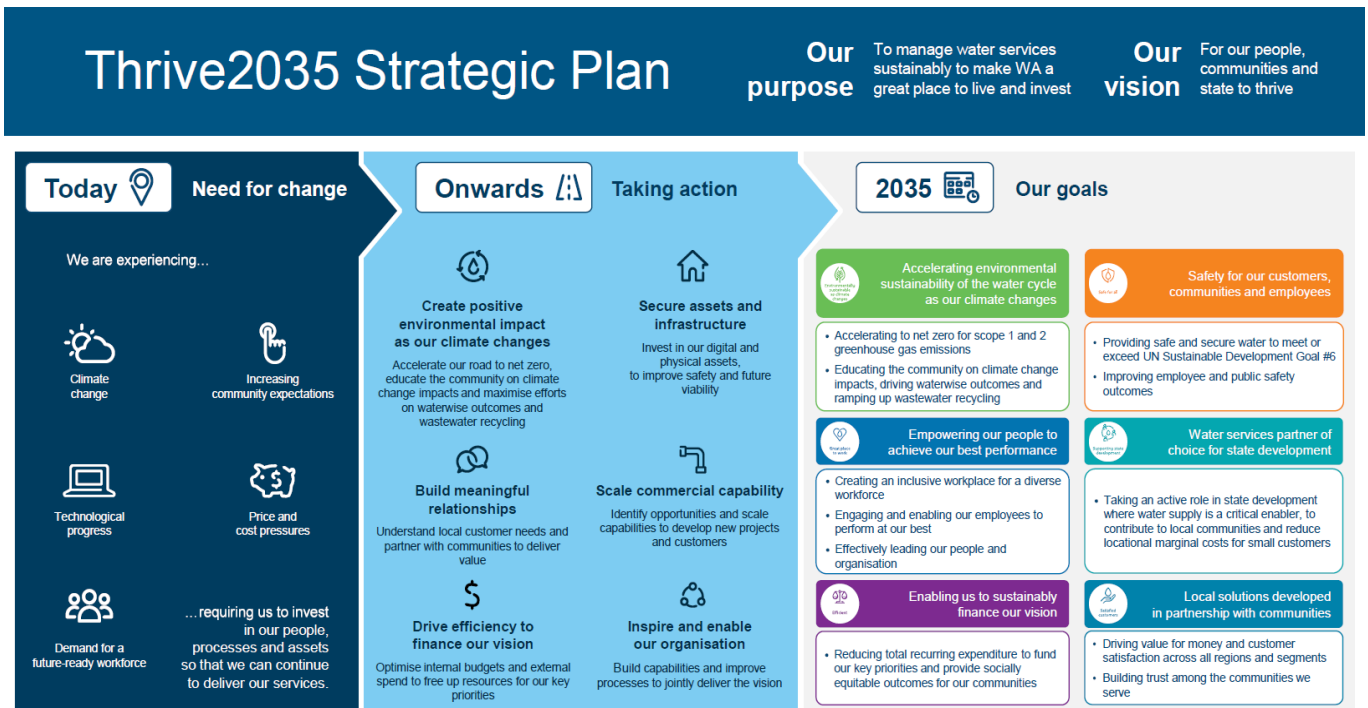 Thrive2035 Strategic Plan
Our
purpose
To manage water services
sustainably to make WA a
great place to live and invest
Our
vision
For our people,
communities and
state to thrive
Today
Need for change
We are experiencing...
Climate
change
Increasing
community expectations
Technological
progress
Price and
cost pressures
Demand for a
future-ready workforce
...requiring us to invest
in our people,
processes and assets
so that we can continue
to deliver our services.
Onwards
Taking action
Create positive
environmental impact
as our climate changes
Accelerate our road to net zero,
educate the community on climate
change impacts and maximise efforts
on waterwise outcomes and
wastewater recycling
Secure assets and
infrastructure
Invest in our digital and
physical assets,
to improve safety and future
viability
Build meaningful
relationships
Understand local customer needs and
partner with communities to deliver
value
Scale commercial capability
Identify opportunities and scale
capabilities to develop new projects
and customers
$
Drive efficiency to
finance our vision
Optimise internal budgets and external
spend to free up resources for our key
priorities
Inspire and enable
our organisation
Build capabilities and improve
processes to jointly deliver the vision
2035
Our goals
Accelerating environmental
sustainability of the water cycle
as our climate changes
• Accelerating to net zero for scope 1 and 2
greenhouse gas emissions
• Educating the community on climate change
impacts, driving waterwise outcomes and
ramping up wastewater recycling
Safety for our customers,
communities and employees
• Providing safe and secure water to meet or
exceed UN Sustainable Development Goal #6
• Improving employee and public safety
outcomes
Great place
to work
Empowering our people to
achieve our best performance
• Creating an inclusive workplace for a diverse
workforce
• Engaging and enabling our employees to
perform at our best
• Effectively leading our people and
organisation
Supporting state
development
Water services partner of
choice for state development
• Taking an active role in state development
where water supply is a critical enabler, to
contribute to local communities and reduce
locational marginal costs for small customers
Efficient
Enabling us to sustainably
finance our vision
• Reducing total recurring expenditure to fund
our key priorities and provide socially
equitable outcomes for our communities
Satisfied
customers
Local solutions developed
in partnership with communities
• Driving value for money and customer
satisfaction across all regions and segments
• Building trust among the communities we
serve